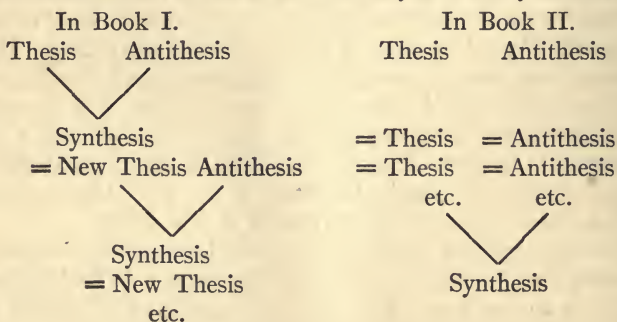 In Book I.
Thesis Antithesis
Synthesis
= New Thesis Antithesis
Synthesis
= New Thesis
etc.
In Book II.
Thesis Antithesis
= Thesis = Antithesis
= Thesis = Antithesis
etc. etc.
Synthesis